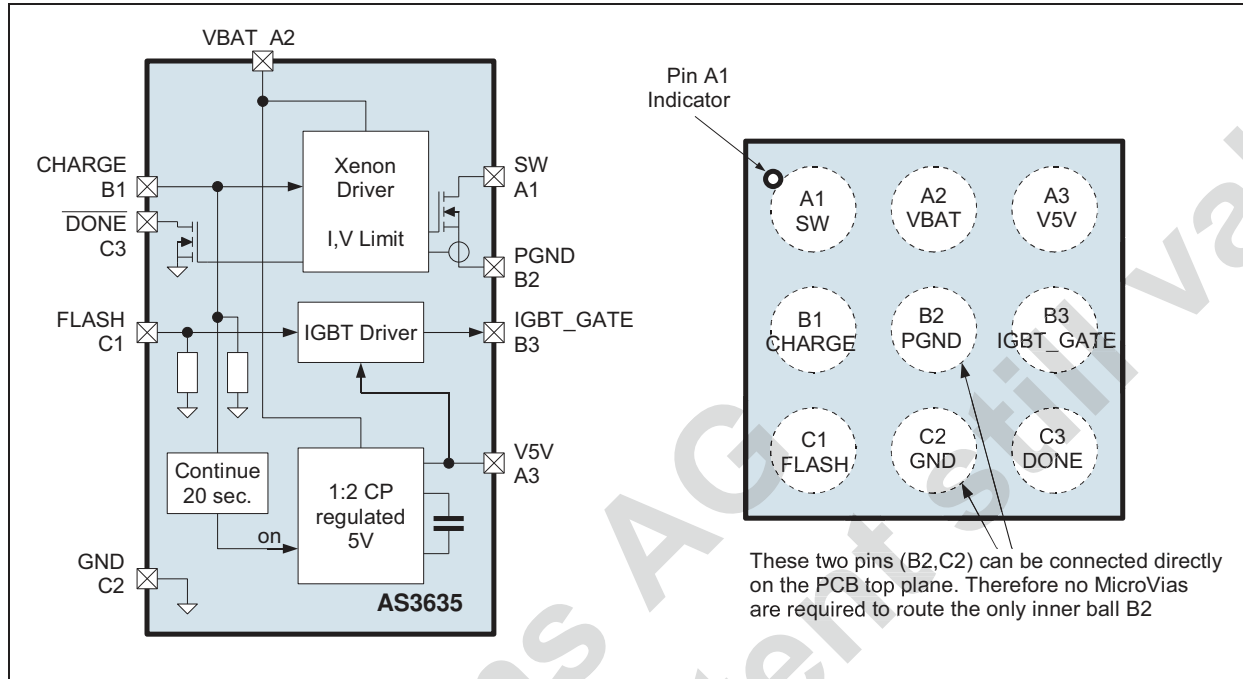 VBAT A2
CHARGE
B1
DONE
C3
FLASH
C1
GND
C2
Xenon
Driver
I,V Limit
IGBT Driver
Continue
20 sec.
on
1:2 CP
regulated
5V
AS3635
SW
A1
PGND
B2
IGBT_GATE
B3
V5V
A3
Pin A1
Indicator
A1
SW
A2
VBAT
A3
V5V
B1
CHARGE
B2
PGND
B3
IGBT_GATE
C1
FLASH
C2
GND
C3
DONE
These two pins (B2,C2) can be connected directly
on the PCB top plane. Therefore no MicroVias
are required to route the only inner ball B2
AG
still